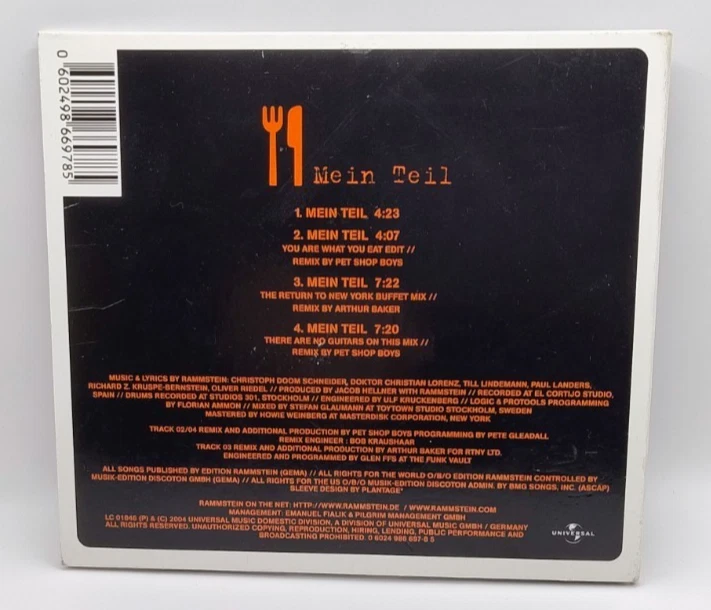 0 602498 669785
Mein Teil
1. MEIN TEIL 4:23
2. MEIN TEIL 4:07
YOU ARE WHAT YOU EAT EDIT //
REMIX BY PET SHOP BOYS
3. MEIN TEIL 7:22
THE RETURN TO NEW YORK BUFFET MIX //
REMIX BY ARTHUR BAKER
4. MEIN TEIL 7:20
THERE ARE NO GUITARS ON THIS MIX //
REMIX BY PET SHOP BOYS
MUSIC & LYRICS BY RAMMSTEIN: CHRISTOPH DOOM SCHNEIDER, DOKTOR CHRISTIAN LORENZ, TILL LINDEMANN, PAUL LANDERS,
RICHARD Z. KRUSPE-BERNSTEIN, OLIVER RIEDEL // PRODUCED BY JACOB HELLNER WITH RAMMSTEIN // RECORDED AT EL CORTIJO STUDIO,
SPAIN // DRUMS RECORDED AT STUDIOS 301, STOCKHOLM // ENGINEERED BY ULF KRUCKENBERG // LOGIC & PROTOOLS PROGRAMMING
BY FLORIAN AMMON // MIXED BY STEFAN GLAUMANN AT TOYTOWN STUDIO STOCKHOLM, SWEDEN
MASTERED BY HOWIE WEINBERG AT MASTERDISK CORPORATION, NEW YORK
TRACK 02/04 REMIX AND ADDITIONAL PRODUCTION BY PET SHOP BOYS PROGRAMMING BY PETE GLEADALL
REMIX ENGINEER : BOB KRAUSHAAR
TRACK 03 REMIX AND ADDITIONAL PRODUCTION BY ARTHUR BAKER FOR RTNY LTD.
ENGINEERED AND PROGRAMMED BY GLEN FFS AT THE FUNK VAULT
ALL SONGS PUBLISHED BY EDITION RAMMSTEIN (GEMA) // ALL RIGHTS FOR THE WORLD O/B/O EDITION RAMMSTEIN CONTROLLED BY
MUSIK-EDITION DISCOTON GMBH (GEMA) // ALL RIGHTS FOR THE US O/B/O MUSIK-EDITION DISCOTON ADMIN. BY BMG SONGS, INC. (ASCAP)
SLEEVE DESIGN BY PLANTAGE*
RAMMSTEIN ON THE NET: HTTP://WWW.RAMMSTEIN.DE / WWW.RAMMSTEIN.COM
MANAGEMENT: EMANUEL FIALIK & PILGRIM MANAGEMENT GMBH
LC 01846 (P) & (C) 2004 UNIVERSAL MUSIC DOMESTIC DIVISION, A DIVISION OF UNIVERSAL MUSIC GMBH / GERMANY
ALL RIGHTS RESERVED. UNAUTHORIZED COPYING, REPRODUCTION, HIRING, LENDING, PUBLIC PERFORMANCE AND
BROADCASTING PROHIBITED. 0 6024 986 697-8 5
UNIVERSAL